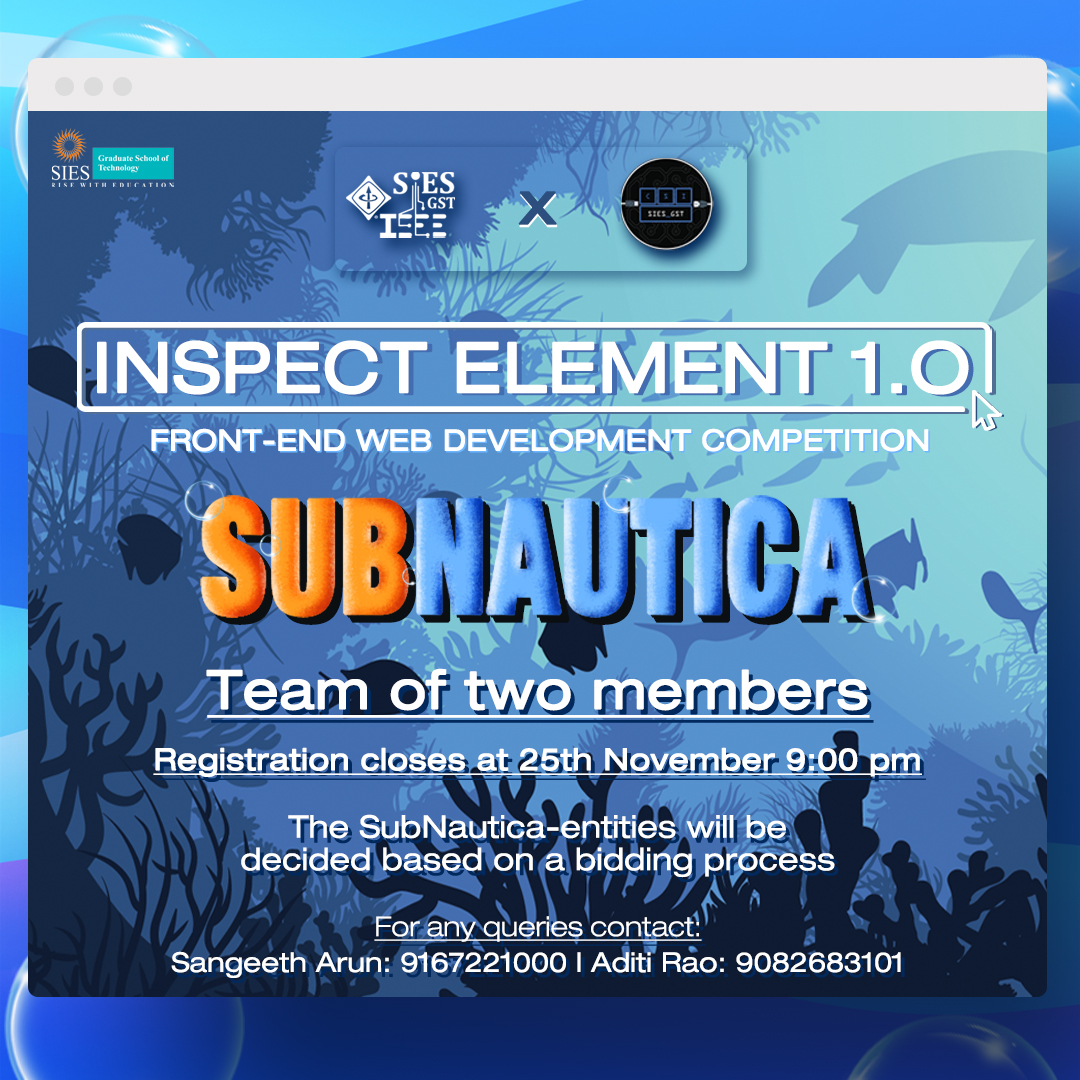 SIES
Graduate School of
Technology
RISE WITH EDUCATION
SIES
GST
IEEE
X
CSI
SIES_GST
INSPECT ELEMENT 1.0
FRONT-END WEB DEVELOPMENT COMPETITION
SUBNAUTICA
Team of two members
Registration closes at 25th November 9:00 pm
The SubNautica-entities will be
decided based on a bidding process
For any queries contact:
Sangeeth Arun: 9167221000 | Aditi Rao: 9082683101